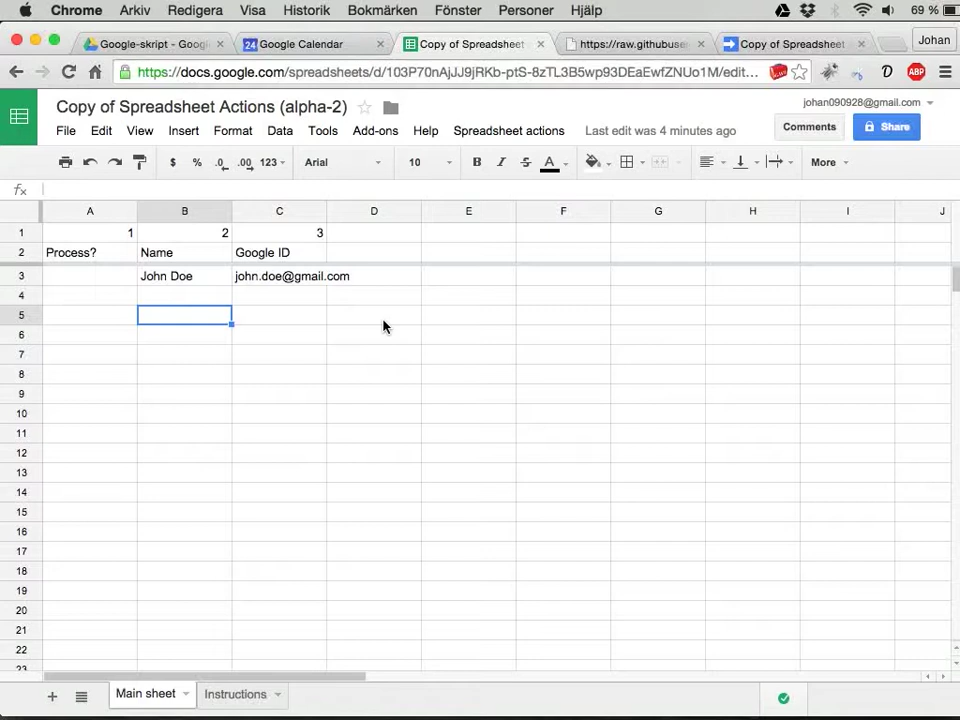 Chrome Arkiv Redigera Visa Historik Bokmärken Fönster Personer Hjälp 69 %
Google-skript - Goog Google Calendar Copy of Spreadsheet https://raw.githubuse Copy of Spreadsheet Johan
https://docs.google.com/spreadsheets/d/103P70nAjJJ9jRKb-ptS-8zTL3B5wp93DEaEwfZNUo1M/edit... D ABP
Copy of Spreadsheet Actions (alpha-2) johan090928@gmail.com
File Edit View Insert Format Data Tools Add-ons Help Spreadsheet actions Last edit was 4 minutes ago Comments Share
$ % .0 .00 123 Arial 10 B I S A More
fx
A B C D E F G H I J
1 1 2 3
2 Process? Name Google ID
3 John Doe john.doe@gmail.com
4
5
6
7
8
9
10
11
12
13
14
15
16
17
18
19
20
21
22
23
+ Main sheet Instructions